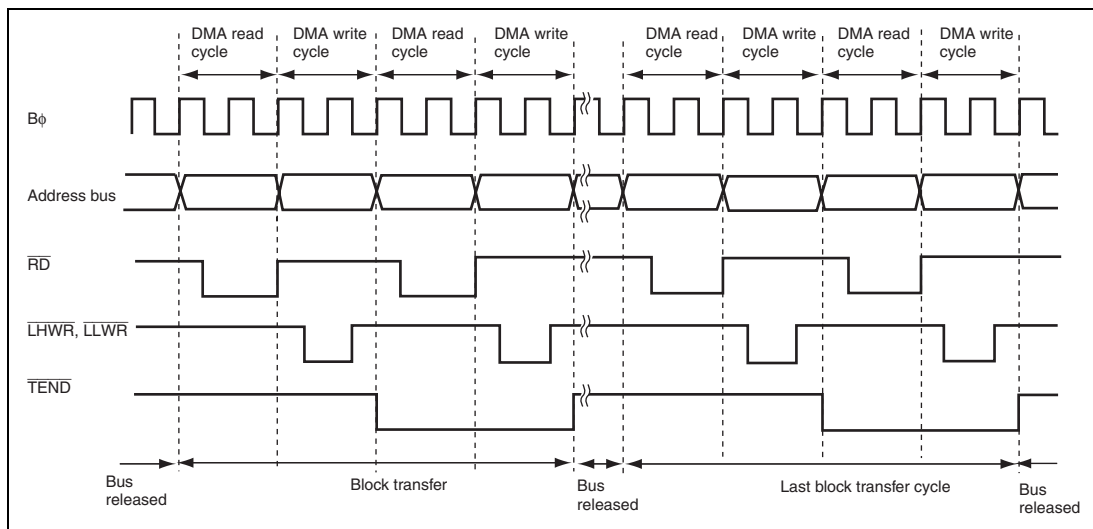 DMA read cycle
DMA write cycle
DMA read cycle
DMA write cycle
DMA read cycle
DMA write cycle
DMA read cycle
DMA write cycle
Bφ
Address bus
RD
LHWR, LLWR
TEND
Bus released
Block transfer
Bus released
Last block transfer cycle
Bus released